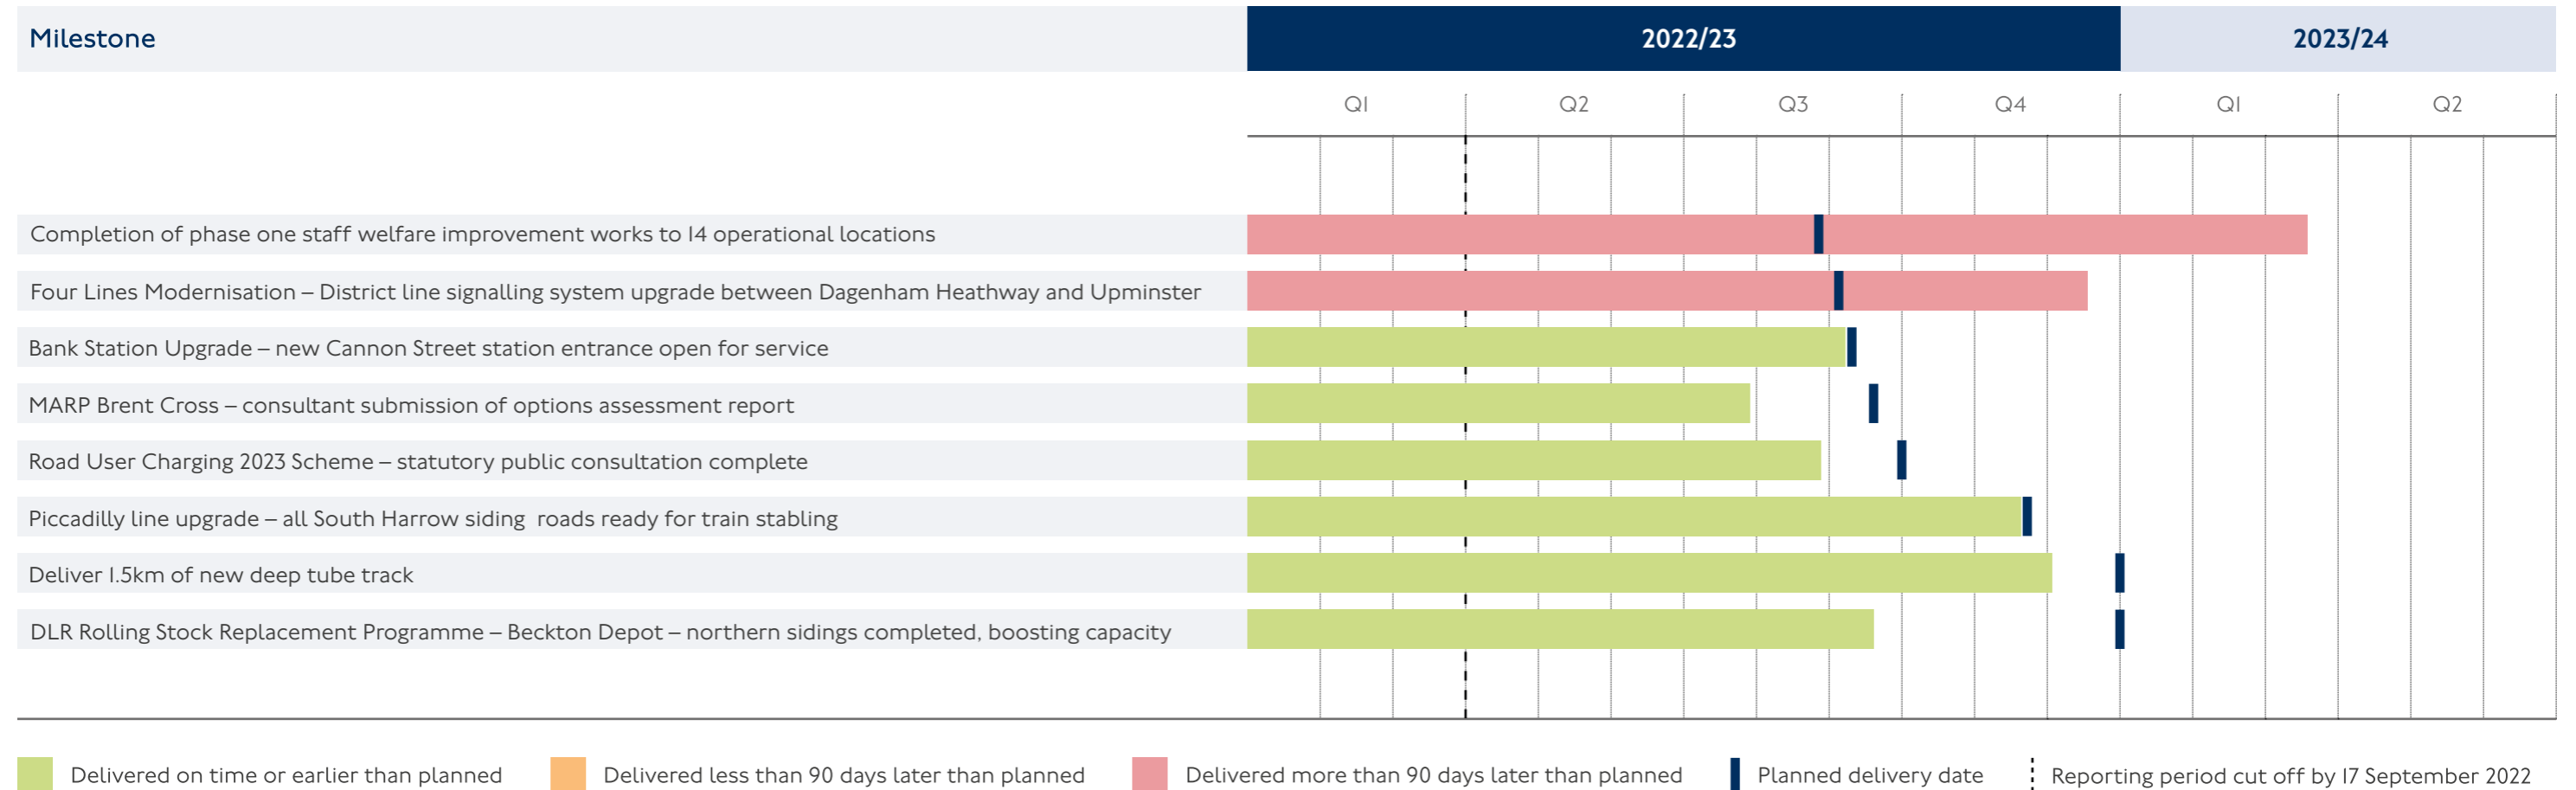 Milestone 2022/23 2023/24
Q1 Q2 Q3 Q4 Q1 Q2
Completion of phase one staff welfare improvement works to 14 operational locations
Four Lines Modernisation – District line signalling system upgrade between Dagenham Heathway and Upminster
Bank Station Upgrade – new Cannon Street station entrance open for service
MARP Brent Cross – consultant submission of options assessment report
Road User Charging 2023 Scheme – statutory public consultation complete
Piccadilly line upgrade – all South Harrow siding roads ready for train stabling
Deliver 1.5km of new deep tube track
DLR Rolling Stock Replacement Programme – Beckton Depot – northern sidings completed, boosting capacity
Delivered on time or earlier than planned Delivered less than 90 days later than planned Delivered more than 90 days later than planned Planned delivery date Reporting period cut off by 17 September 2022